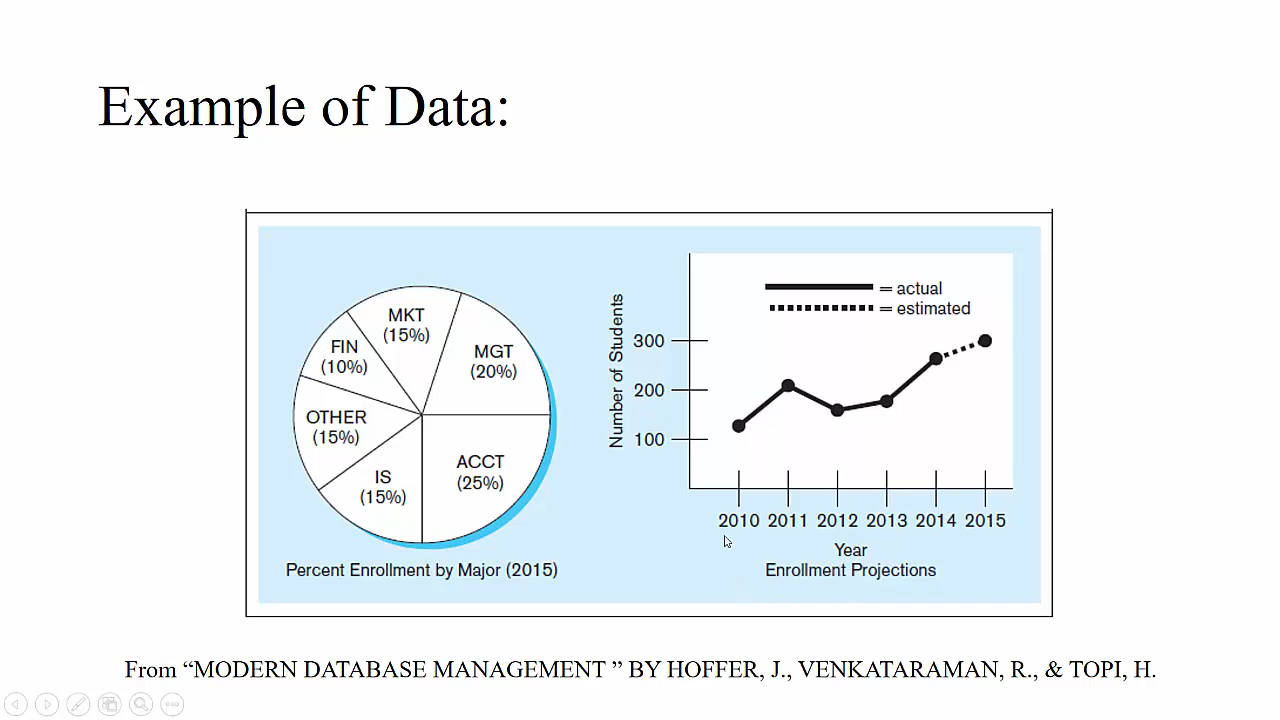 Example of Data:
MKT
(15%)
FIN
(10%)
MGT
(20%)
OTHER
(15%)
IS
(15%)
ACCT
(25%)
Percent Enrollment by Major (2015)
= actual
= estimated
Number of Students
300
200
100
2010 2011 2012 2013 2014 2015
Year
Enrollment Projections
From “MODERN DATABASE MANAGEMENT ” BY HOFFER, J., VENKATARAMAN, R., & TOPI, H.